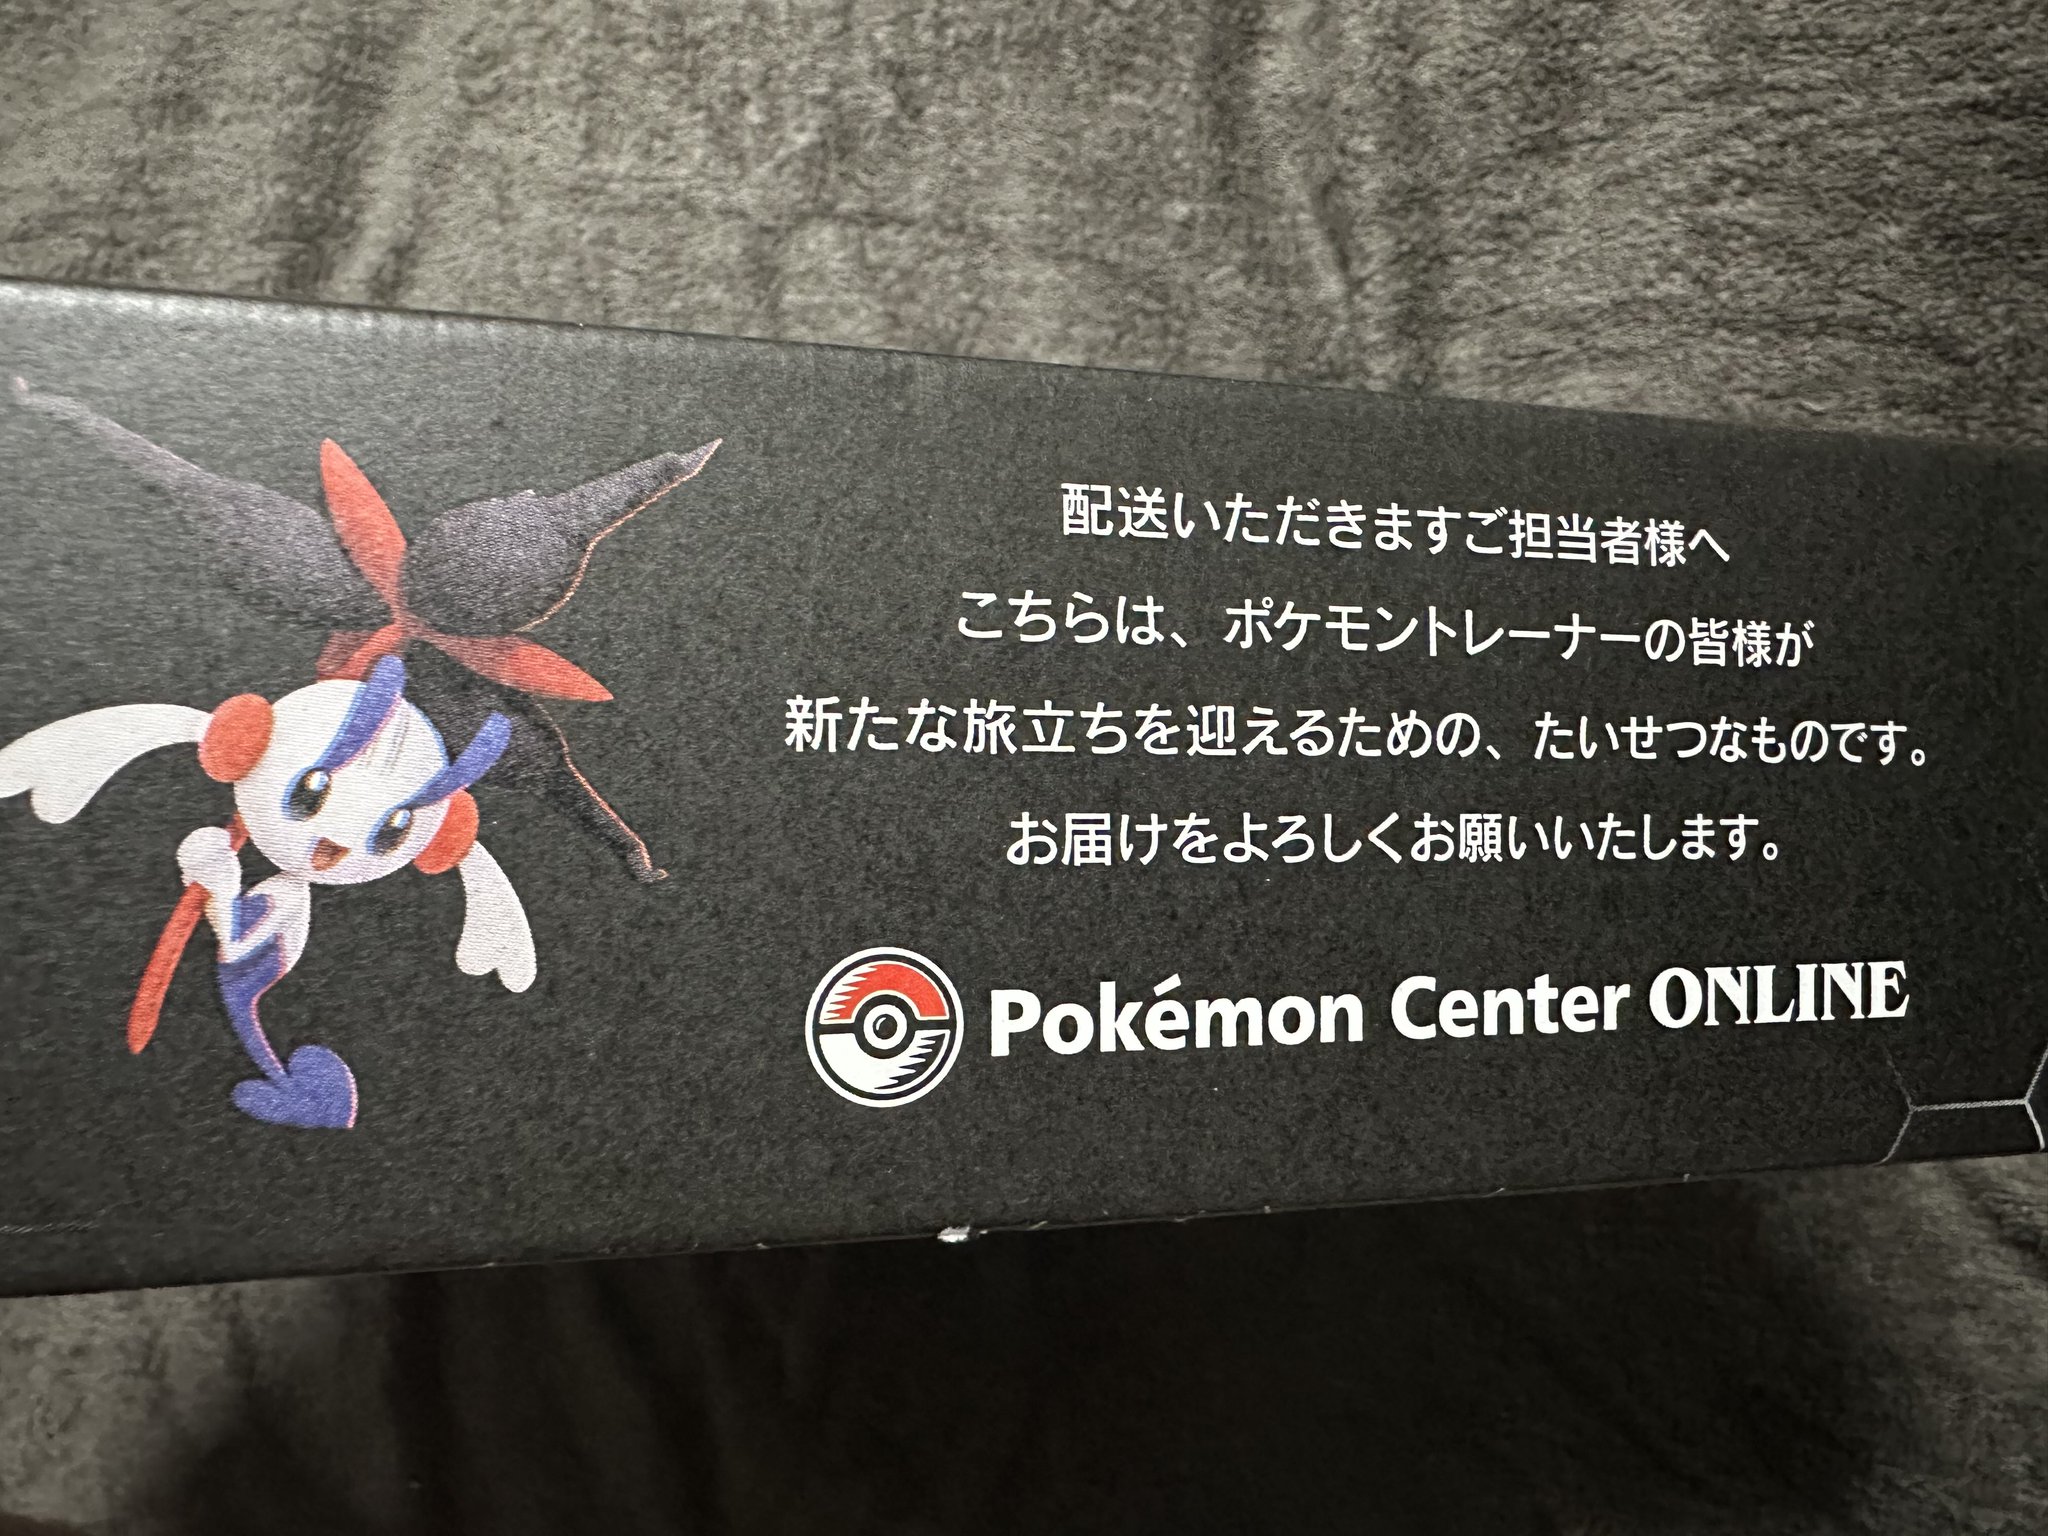 配送いただきますご担当者様へ
こちらは、ポケモントレーナーの皆様が
新たな旅立ちを迎えるための、たいせつなものです。
お届けをよろしくお願いいたします。
Pokémon Center ONLINE